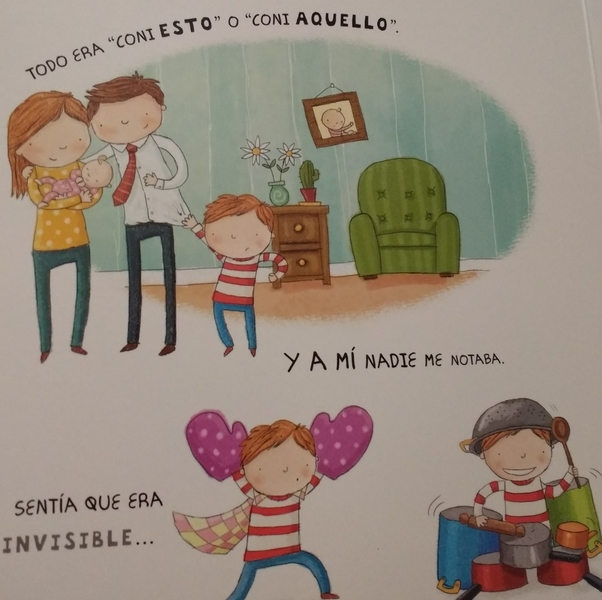 TODO ERA “CONI ESTO” O “CONI AQUELLO”.
Y A MÍ NADIE ME NOTABA.
SENTÍA QUE ERA
INVISIBLE...